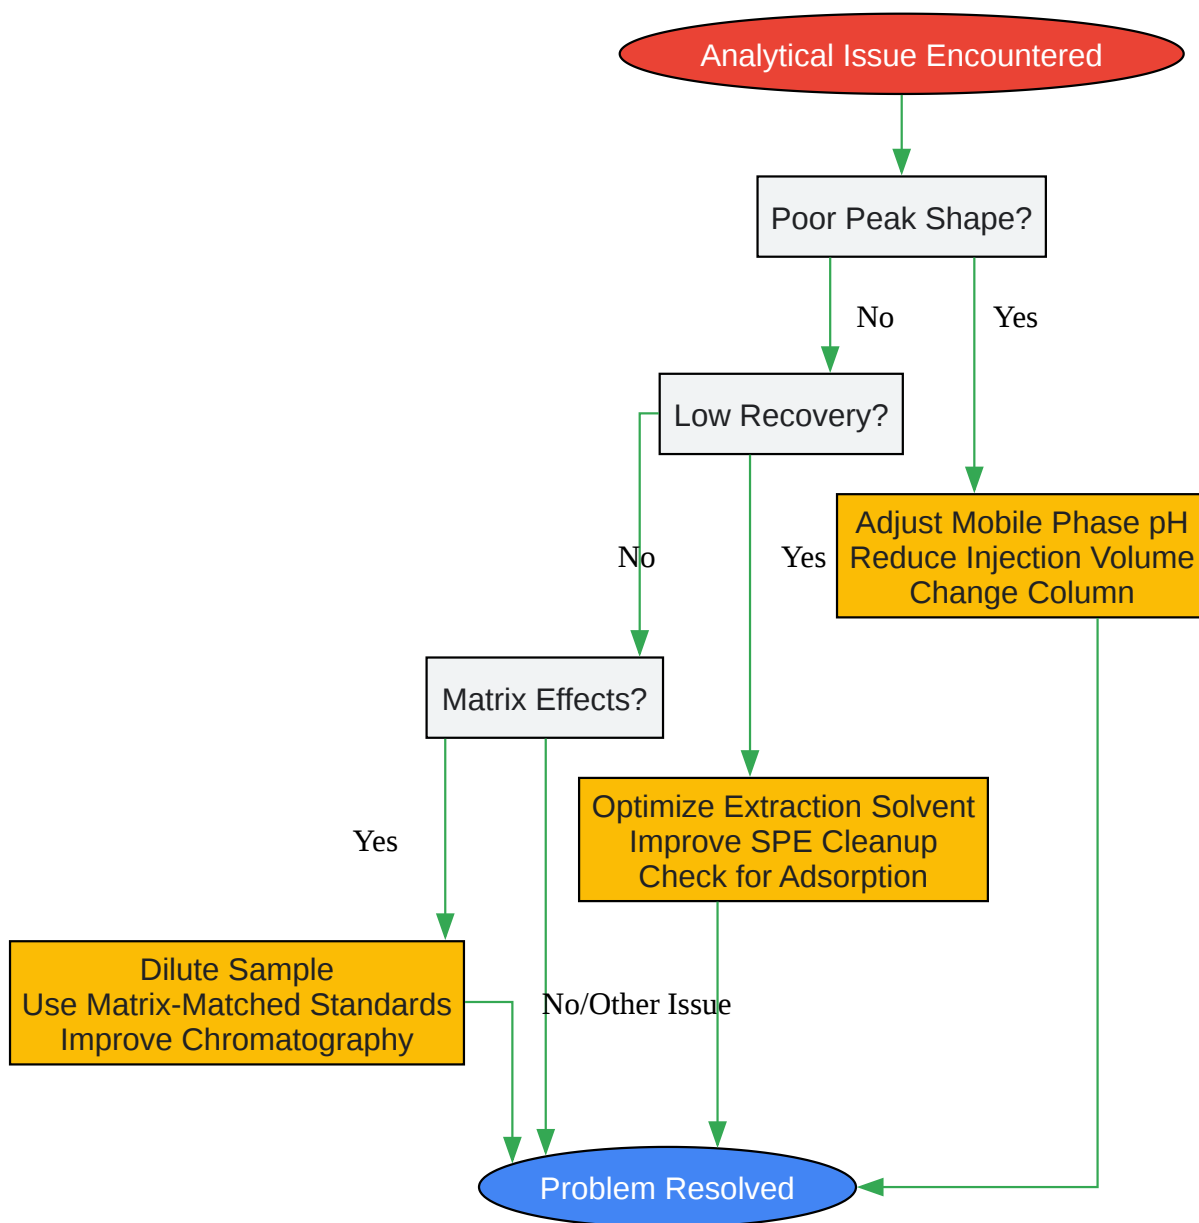 Analytical Issue Encountered
Poor Peak Shape?
No
Yes
Low Recovery?
Adjust Mobile Phase pH
Reduce Injection Volume
Change Column
No
Yes
Matrix Effects?
Optimize Extraction Solvent
Improve SPE Cleanup
Check for Adsorption
Yes
Dilute Sample
Use Matrix-Matched Standards
Improve Chromatography
No/Other Issue
Problem Resolved